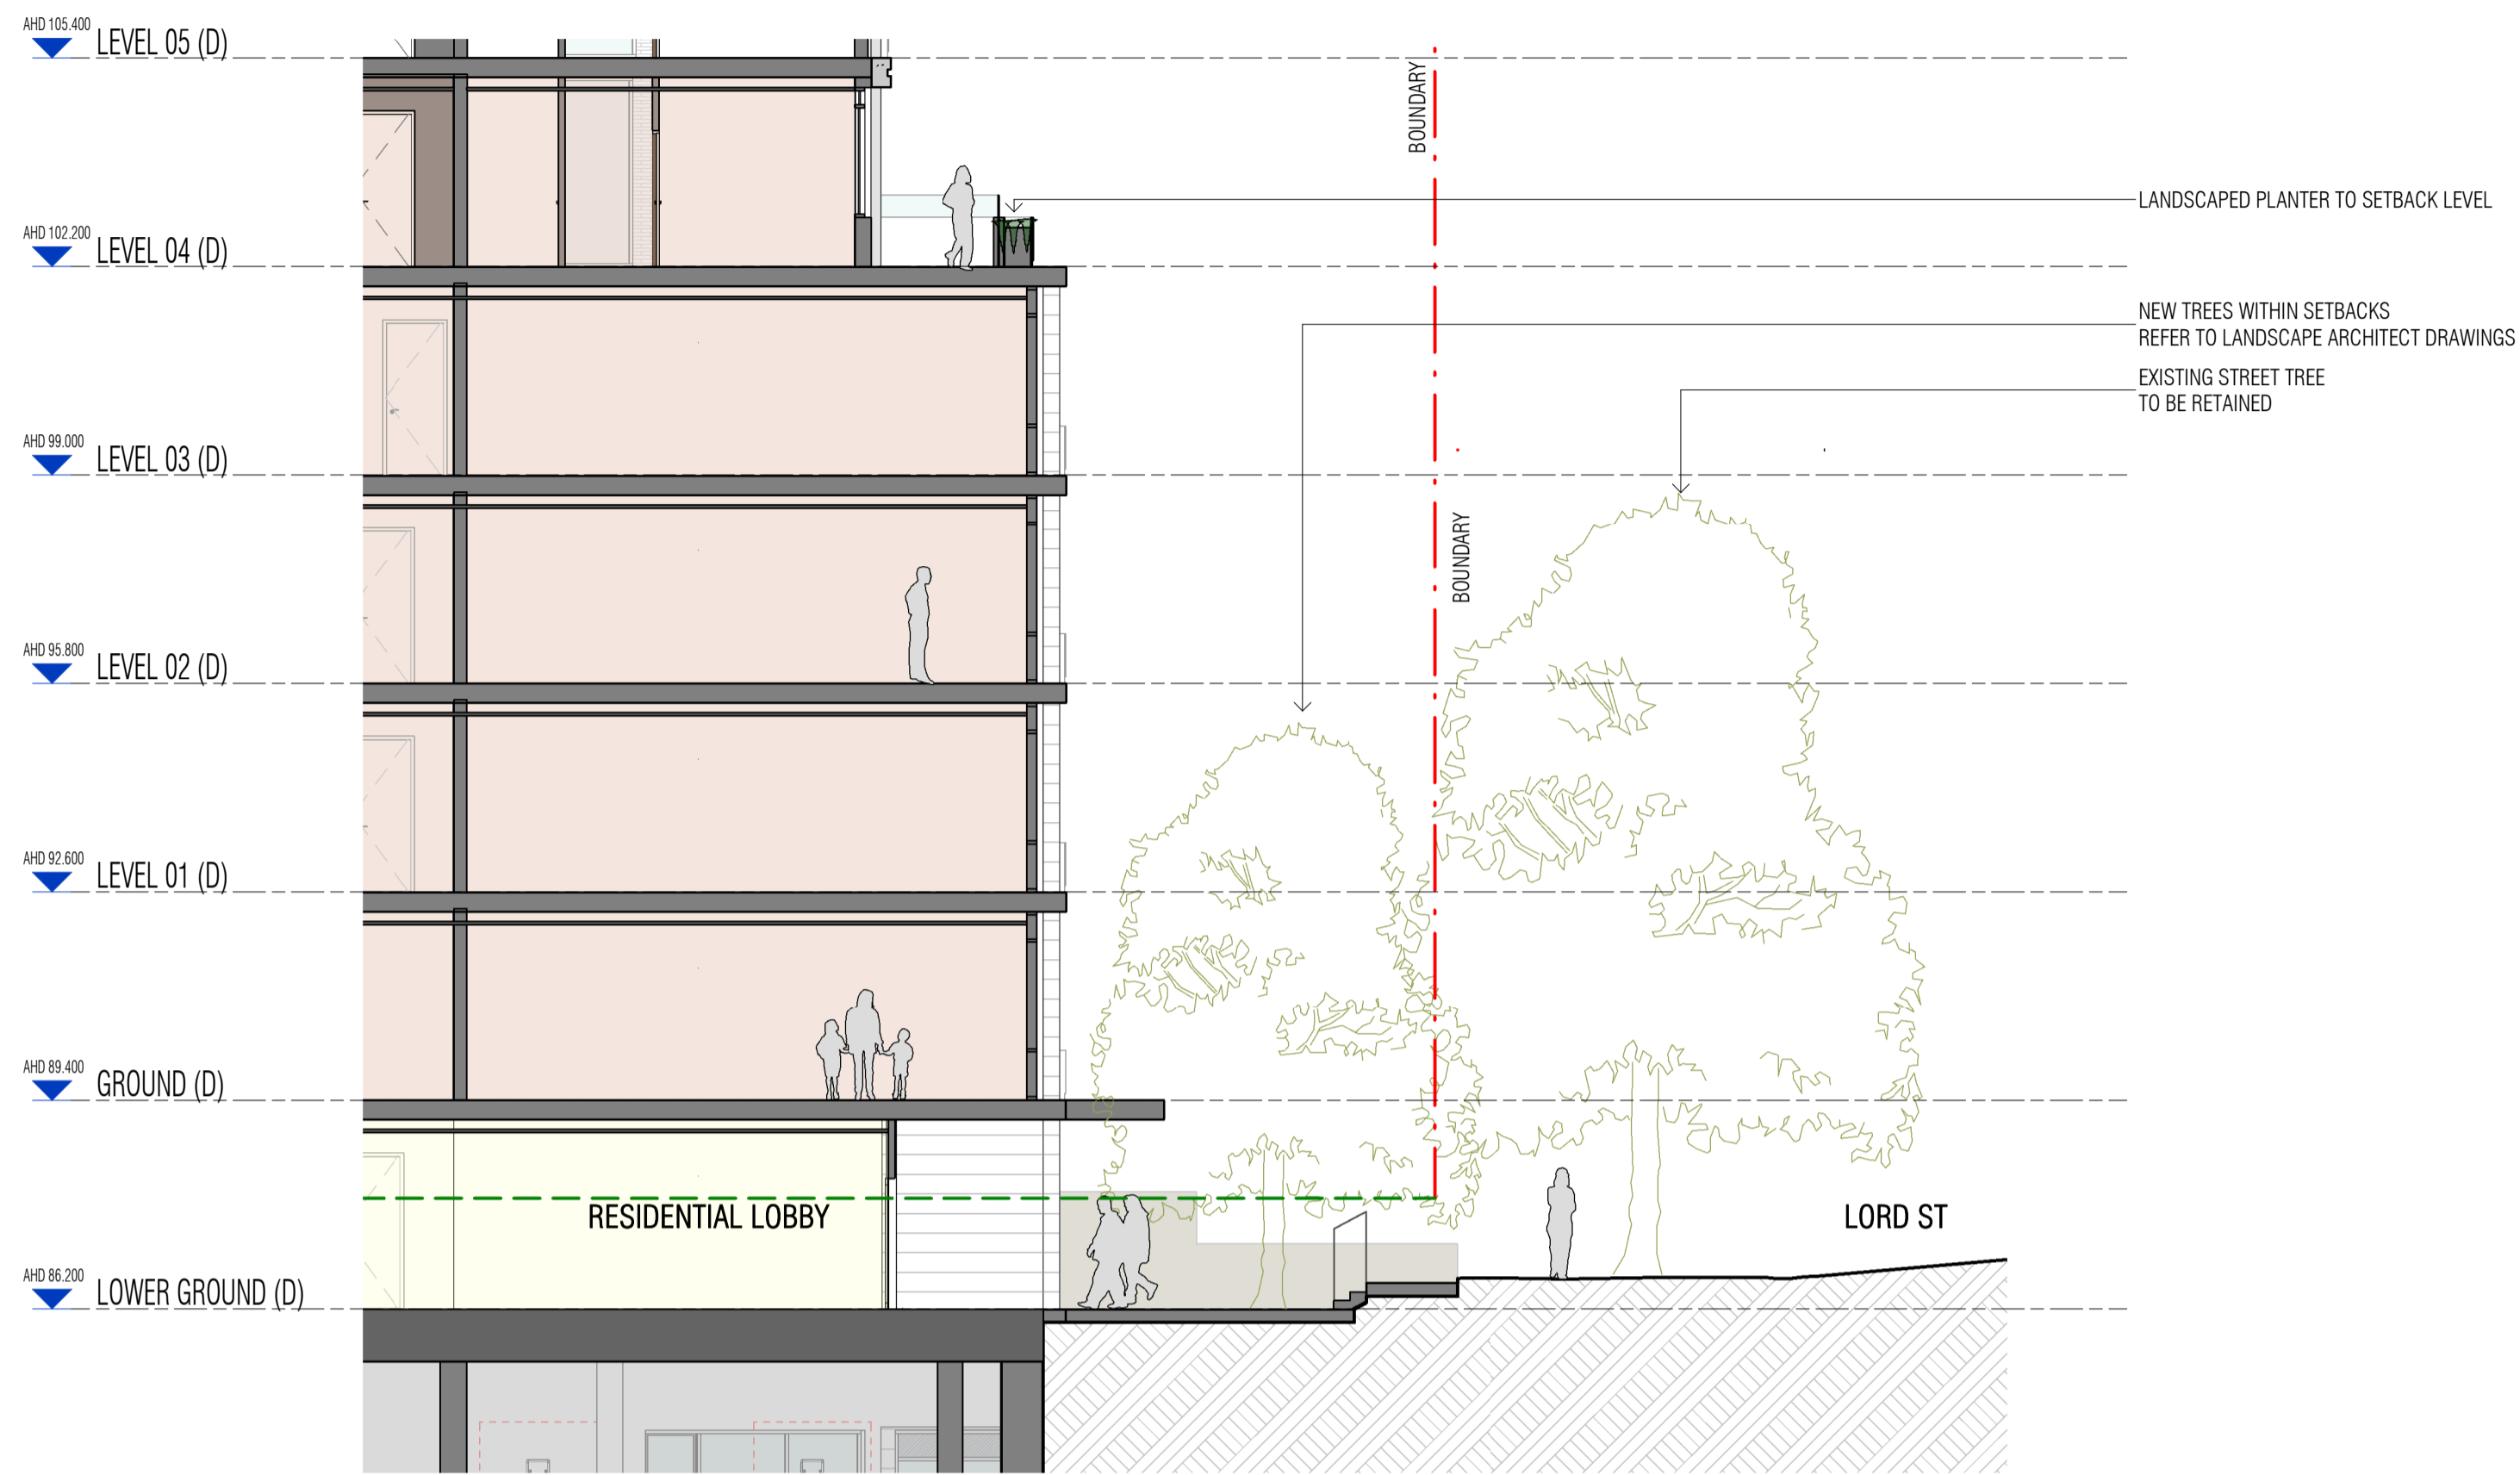 AHD 105.400
LEVEL 05 (D)
BOUNDARY
LANDSCAPED PLANTER TO SETBACK LEVEL
AHD 102.200
LEVEL 04 (D)
NEW TREES WITHIN SETBACKS
REFER TO LANDSCAPE ARCHITECT DRAWINGS
EXISTING STREET TREE
TO BE RETAINED
AHD 99.000
LEVEL 03 (D)
BOUNDARY
AHD 95.800
LEVEL 02 (D)
AHD 92.600
LEVEL 01 (D)
AHD 89.400
GROUND (D)
RESIDENTIAL LOBBY
LORD ST
AHD 86.200
LOWER GROUND (D)